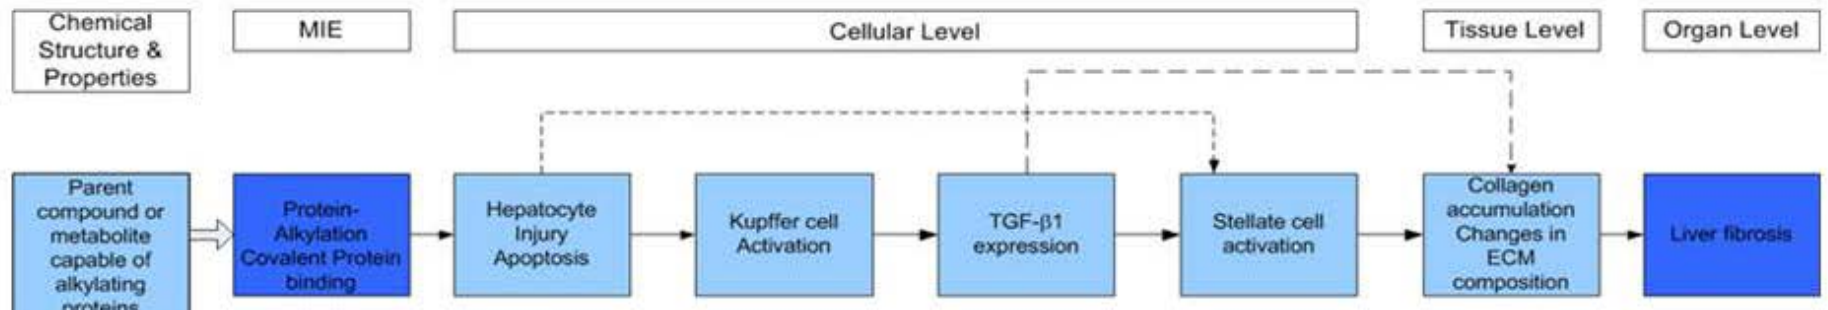 Chemical
Structure &
Properties
MIE
Cellular Level
Tissue Level
Organ Level
Parent
compound or
metabolite
capable of
alkylating
proteins
Protein-
Alkylation
Covalent Protein
binding
Hepatocyte
Injury
Apoptosis
Kupffer cell
Activation
TGF-β1
expression
Stellate cell
activation
Collagen
accumulation
Changes in
ECM
composition
Liver fibrosis